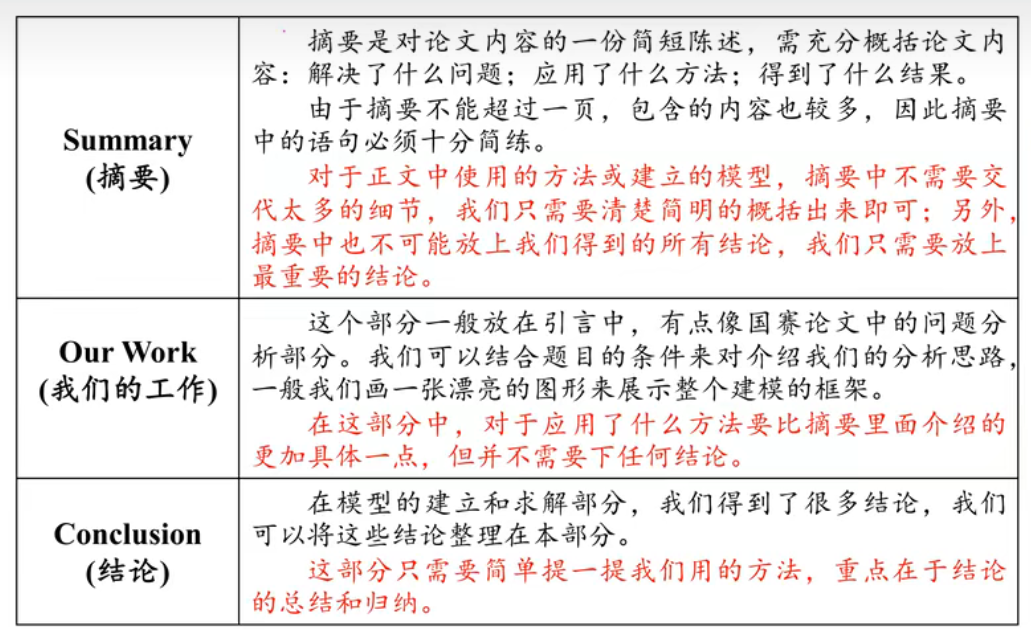 Summary
(摘要)
摘要是对论文内容的一份简短陈述，需充分概括论文内
容：解决了什么问题；应用了什么方法；得到了什么结果。
由于摘要不能超过一页，包含的内容也较多，因此摘要
中的语句必须十分简练。
对于正文中使用的方法或建立的模型，摘要中不需要交
代太多的细节，我们只需要清楚简明的概括出来即可；另外，
摘要中也不可能放上我们得到的所有结论，我们只需要放上
最重要的结论。
Our Work
(我们的工作)
这个部分一般放在引言中，有点像国赛论文中的问题分
析部分。我们可以结合题目的条件来对介绍我们的分析思路，
一般我们画一张漂亮的图形来展示整个建模的框架。
在这部分中，对于应用了什么方法要比摘要里面介绍的
更加具体一点，但并不需要下任何结论。
Conclusion
(结论)
在模型的建立和求解部分，我们得到了很多结论，我们
可以将这些结论整理在本部分。
这部分只需要简单提一提我们用的方法，重点在于结论
的总结和归纳。